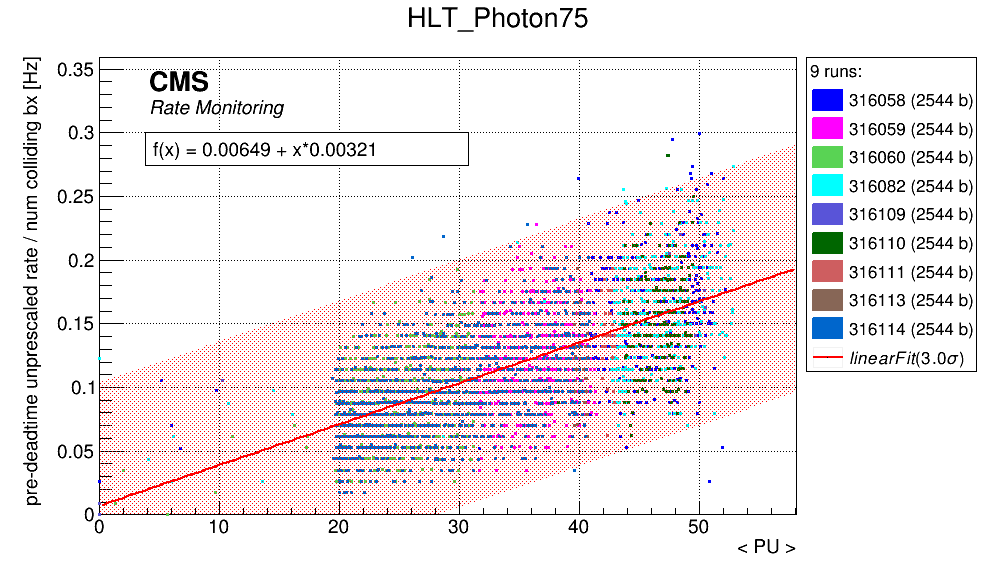 HLT_Photon75
pre-deadtime unprescaled rate / num colliding bx [Hz]
0.35
0.3
0.25
0.2
0.15
0.1
0.05
0
CMS
Rate Monitoring
f(x) = 0.00649 + x*0.00321
0 10 20 30 40 50
< PU >
9 runs:
316058 (2544 b)
316059 (2544 b)
316060 (2544 b)
316082 (2544 b)
316109 (2544 b)
316110 (2544 b)
316111 (2544 b)
316113 (2544 b)
316114 (2544 b)
linearFit(3.0σ)